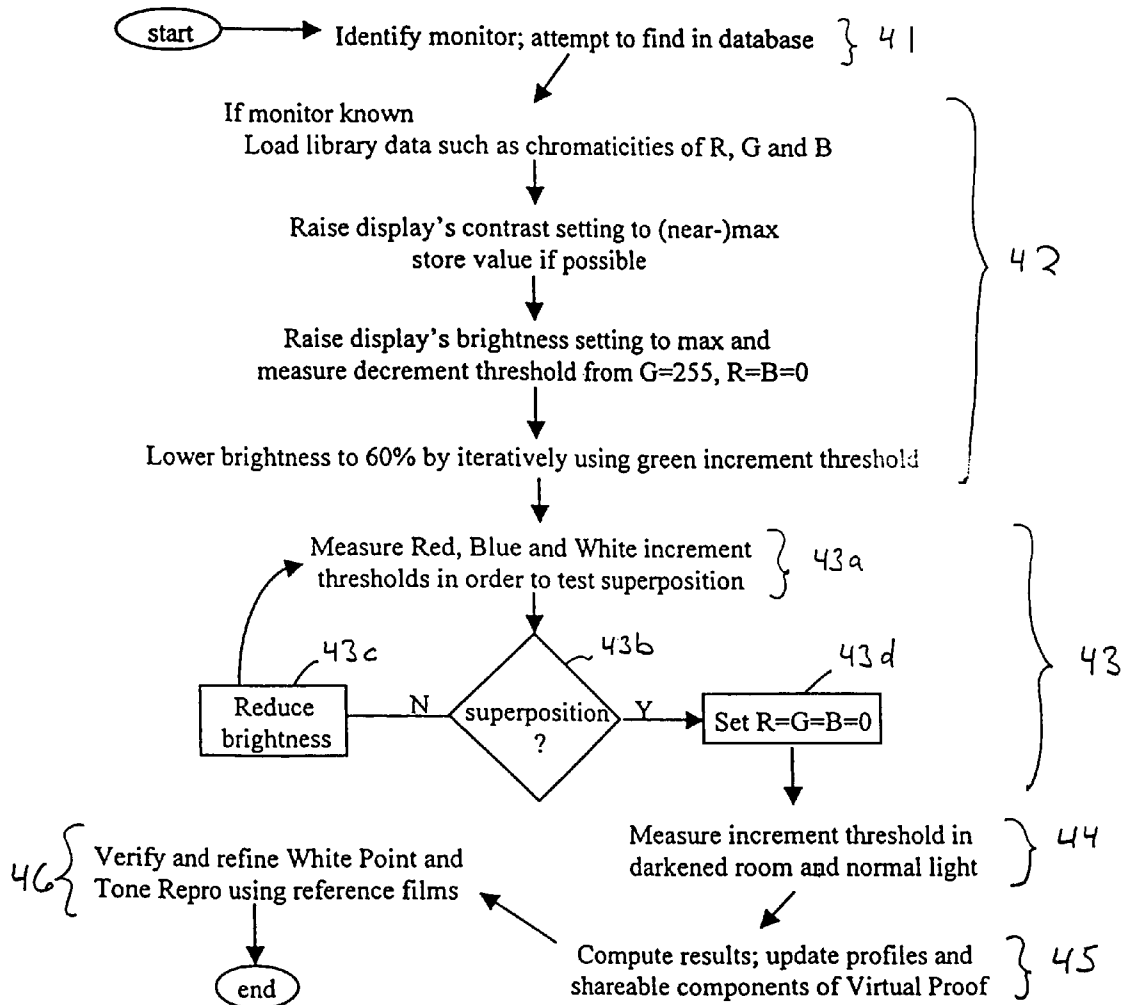 start
Identify monitor; attempt to find in database } 41
If monitor known
Load library data such as chromaticities of R, G and B
Raise display's contrast setting to (near-)max
store value if possible
42
Raise display's brightness setting to max and
measure decrement threshold from G=255, R=B=0
Lower brightness to 60% by iteratively using green increment threshold
Measure Red, Blue and White increment
thresholds in order to test superposition
43a
43c
43b
43d
43
Reduce
brightness
N
superposition
?
Y
Set R=G=B=0
Measure increment threshold in
darkened room and normal light
44
46
Verify and refine White Point and
Tone Repro using reference films
Compute results; update profiles and
shareable components of Virtual Proof
45
end